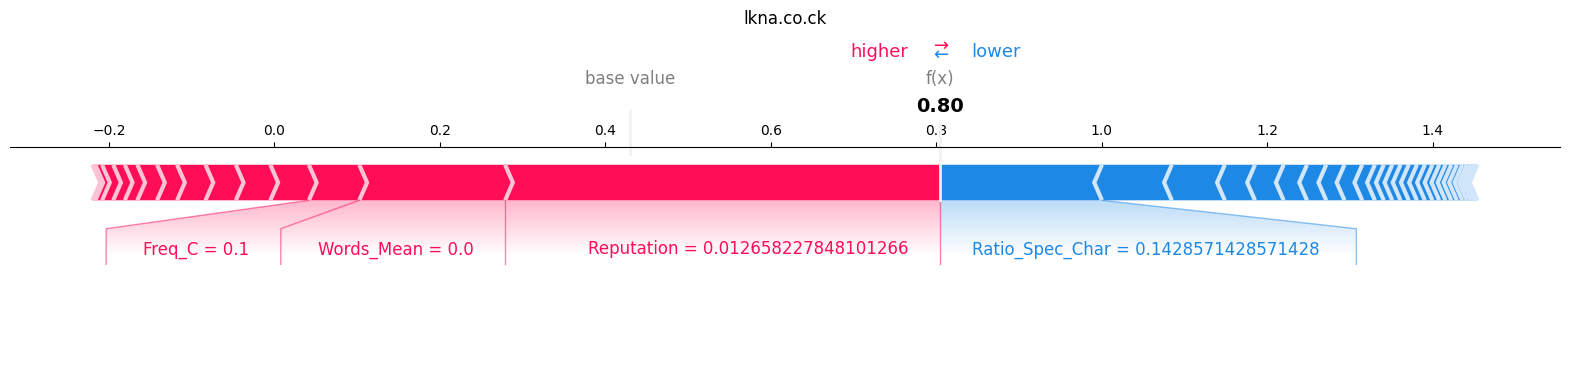 lkna.co.ck
higher ⇄ lower
base value f(x)
0.80
−0.2 0.0 0.2 0.4 0.6 0.8 1.0 1.2 1.4
Freq_C = 0.1 Words_Mean = 0.0 Reputation = 0.012658227848101266 Ratio_Spec_Char = 0.1428571428571428